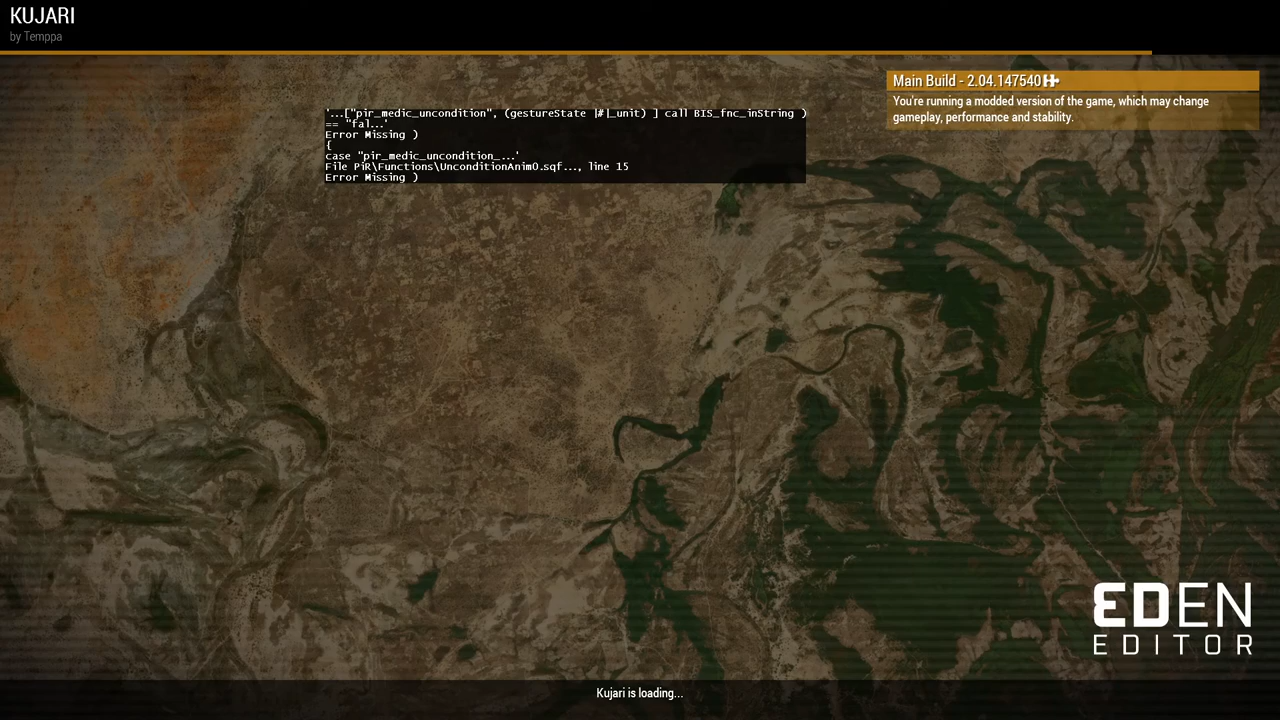 KUJARI
by Temppa
Main Build - 2.04.147540
You're running a modded version of the game, which may change
gameplay, performance and stability.
'...["pir_medic_uncondition", (gestureState |#|_unit) ] call BIS_fnc_inString )
== "fal...'
Error Missing )
{
case "pir_medic_uncondition_...'
File PiR\Functions\UnconditionAnimO.sqf..., line 15
Error Missing )
EDEN
EDITOR
Kujari is loading...